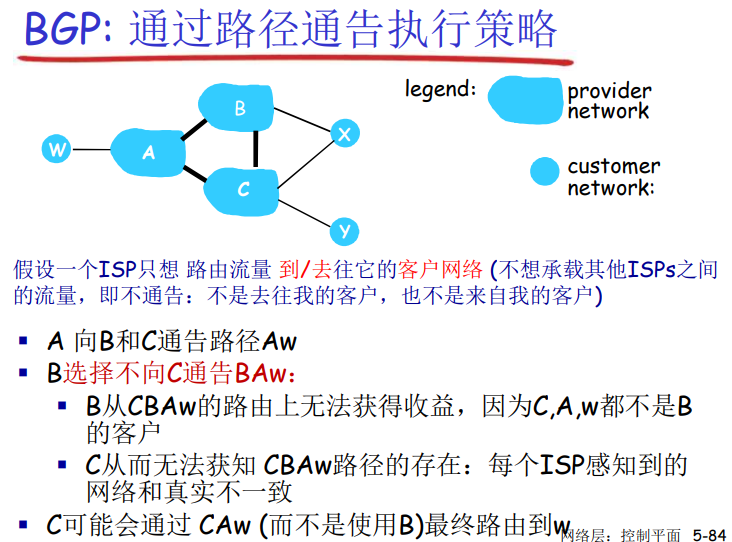 BGP: 通过路径通告执行策略
legend:
provider
network
B
W
A
X
C
customer
network:
Y
假设一个ISP只想 路由流量 到/去往它的客户网络 (不想承载其他ISPs之间
的流量，即不通告：不是去往我的客户，也不是来自我的客户)
▪ A 向B和C通告路径Aw
▪ B选择不向C通告BAw：
▪ B从CBAw的路由上无法获得收益，因为C,A,w都不是B
的客户
▪ C从而无法获知 CBAw路径的存在：每个ISP感知到的
网络和真实不一致
▪ C可能会通过 CAw (而不是使用B)最终路由到w
网络层：控制平面 5-84